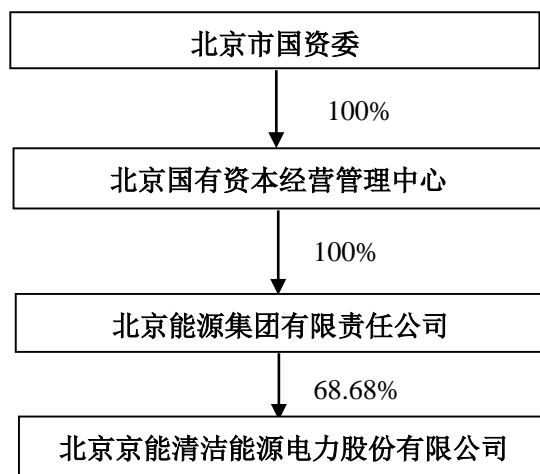 北京市国资委
100%
北京国有资本经营管理中心
100%
北京能源集团有限责任公司
68.68%
北京京能清洁能源电力股份有限公司